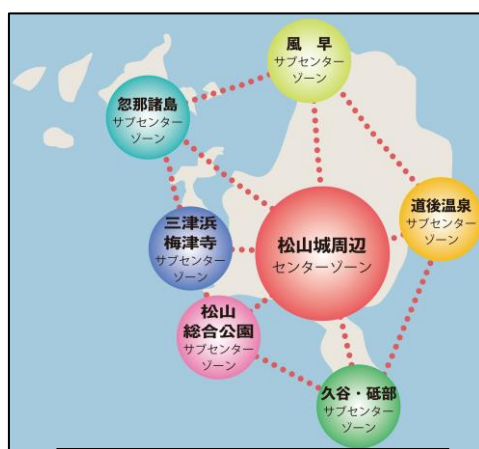 風 早
サブセンター
ゾーン
忽那諸島
サブセンター
ゾーン
道後温泉
サブセンター
ゾーン
三津浜
梅津寺
サブセンター
ゾーン
松山城周辺
センターゾーン
松山
総合公園
サブセンター
ゾーン
久谷・砥部
サブセンター
ゾーン